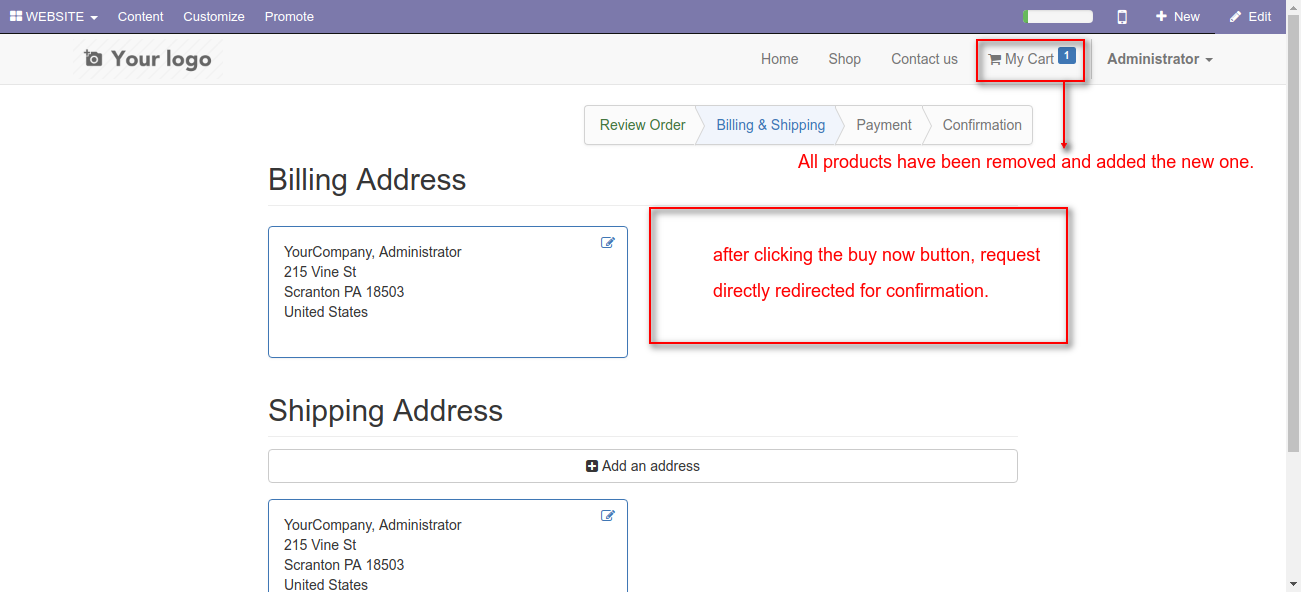 WEBSITE Content Customize Promote New Edit
Your logo Home Shop Contact us My Cart 1 Administrator
Review Order Billing & Shipping Payment Confirmation
All products have been removed and added the new one.
Billing Address
YourCompany, Administrator
215 Vine St
Scranton PA 18503
United States
after clicking the buy now button, request
directly redirected for confirmation.
Shipping Address
Add an address
YourCompany, Administrator
215 Vine St
Scranton PA 18503
United States